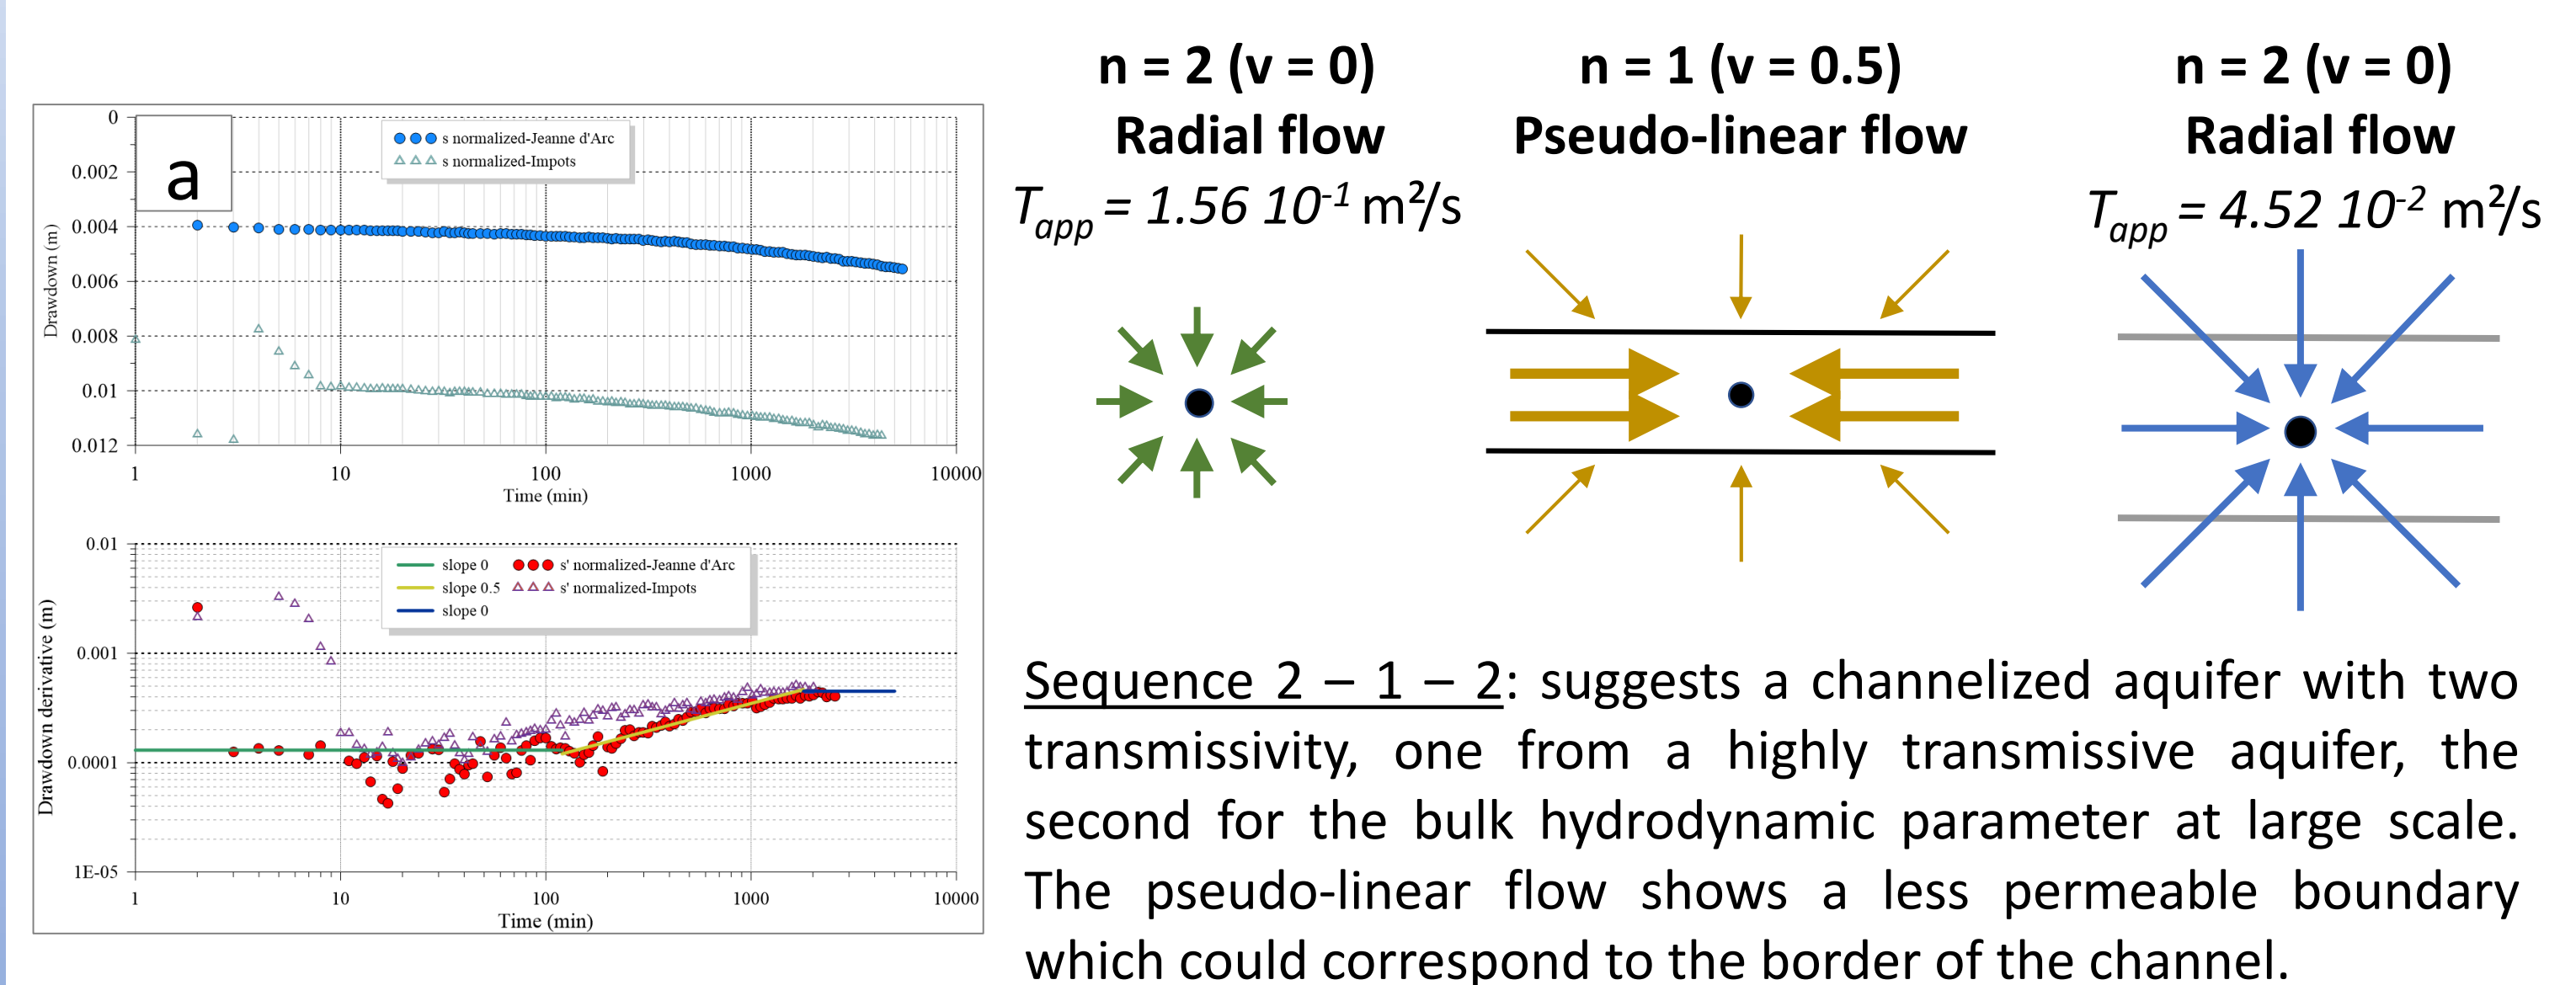 a
0
0.002
0.004
0.006
0.008
0.01
0.012
Drawdown (m)
s normalized-Jeanne d'Arc
s normalized-Impots
1 10 100 1000 10000
Time (min)
0.01
0.001
0.0001
1E-05
Drawdown derivative (m)
slope 0 s' normalized-Jeanne d'Arc
slope 0.5 s' normalized-Impots
slope 0
1 10 100 1000 10000
Time (min)
n = 2 (v = 0)
Radial flow
Tapp = 1.56 10-1 m²/s
n = 1 (v = 0.5)
Pseudo-linear flow
n = 2 (v = 0)
Radial flow
Tapp = 4.52 10-2 m²/s
Sequence 2 – 1 – 2: suggests a channelized aquifer with two
transmissivity, one from a highly transmissive aquifer, the
second for the bulk hydrodynamic parameter at large scale.
The pseudo-linear flow shows a less permeable boundary
which could correspond to the border of the channel.